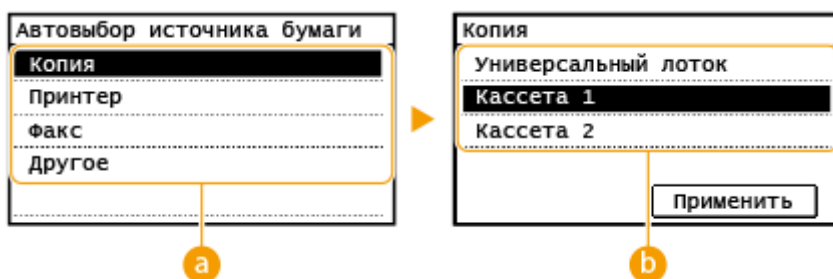 Автовыбор источника бумаги
Копия
Принтер
Факс
Другое
a
Копия
Универсальный лоток
Кассета 1
Кассета 2
Применить
b